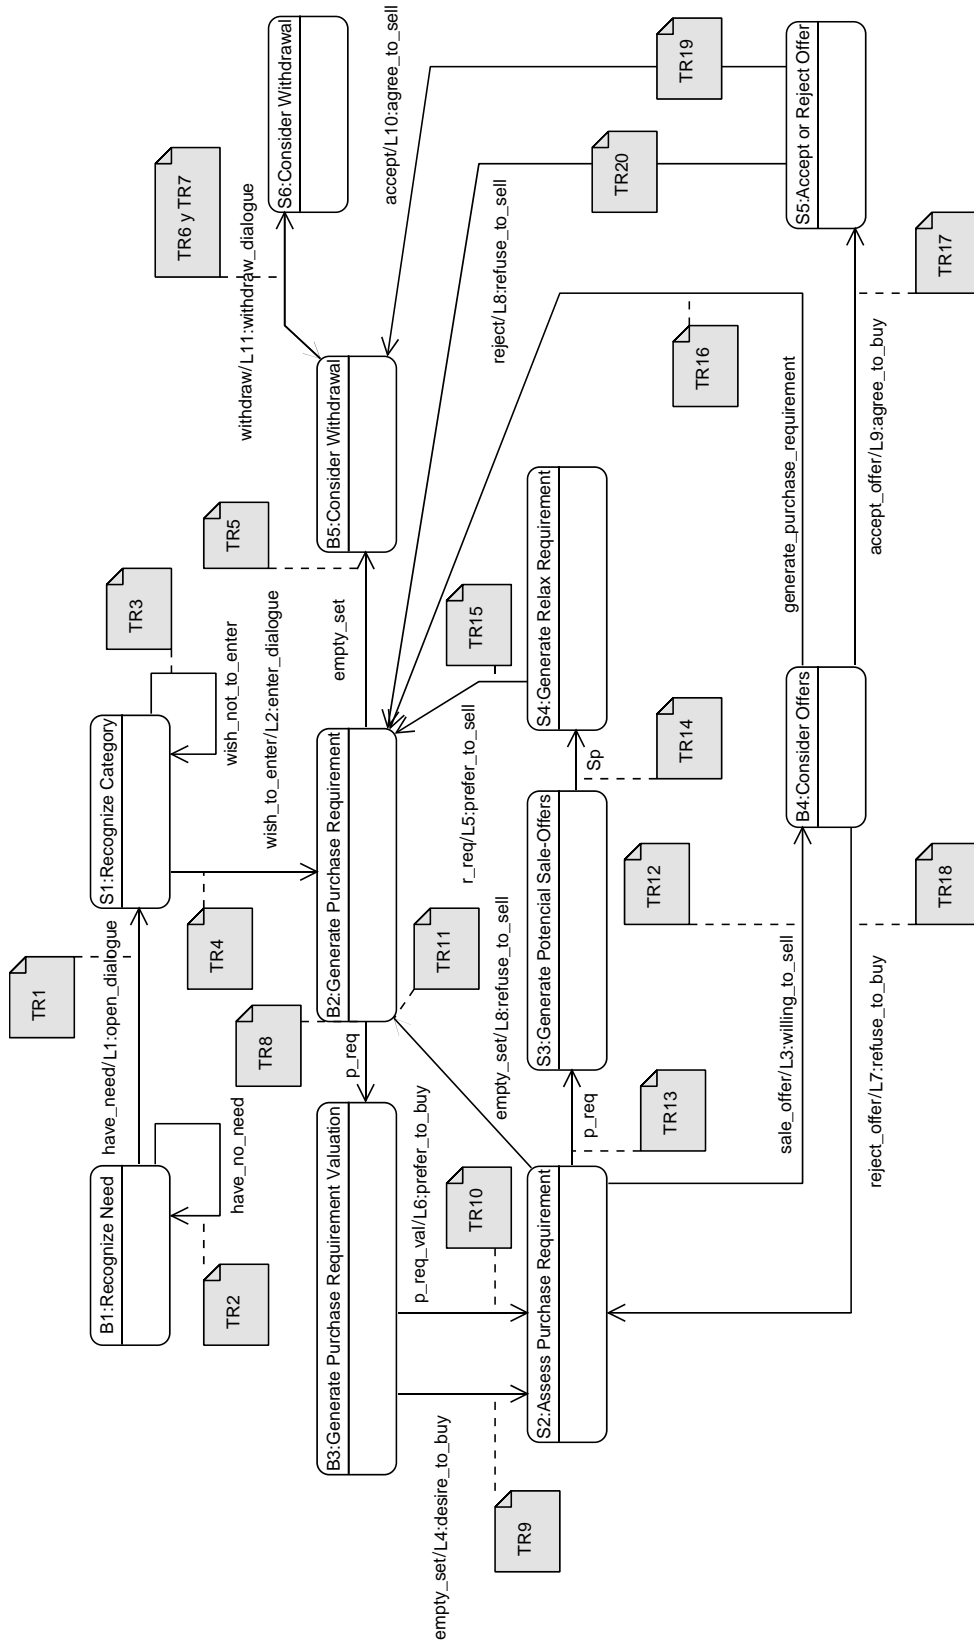 TR1
have_need/L1:open_dialogue
B1:Recognize Need
have_no_need
TR2
S1:Recognize Category
TR3
wish_not_to_enter
TR4
wish_to_enter/L2:enter_dialogue
TR6 y TR7
S6:Consider Withdrawal
withdraw/L11:withdraw_dialogue
TR5
B5:Consider Withdrawal
empty_set
accept/L10:agree_to_sell
B2:Generate Purchase Requirement
TR8
p_req
B3:Generate Purchase Requirement Valuation
p_req_val/L6:prefer_to_buy
empty_set/L4:desire_to_buy
TR9
TR10
TR11
empty_set/L8:refuse_to_sell
r_req/L5:prefer_to_sell
TR15
reject/L8:refuse_to_sell
S2:Assess Purchase Requirement
p_req
TR13
S3:Generate Potencial Sale-Offers
Sp
TR14
S4:Generate Relax Requirement
TR16
TR20
TR19
TR12
sale_offer/L3:willing_to_sell
generate_purchase_requirement
B4:Consider Offers
S5:Accept or Reject Offer
reject_offer/L7:refuse_to_buy
accept_offer/L9:agree_to_buy
TR18
TR17